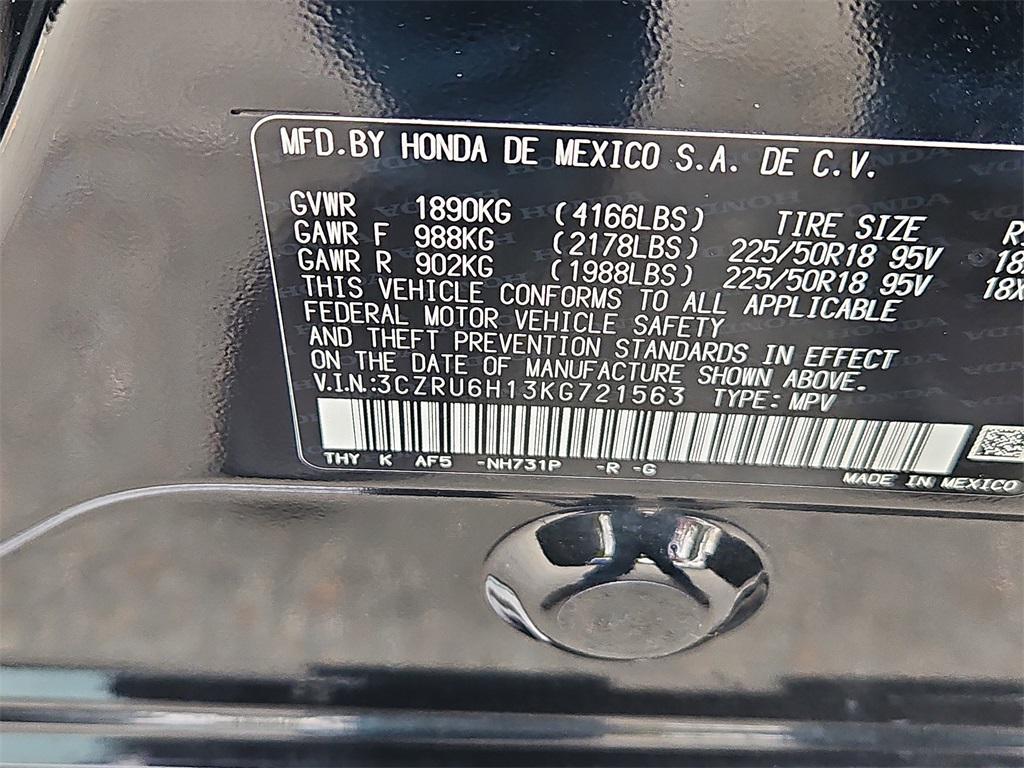 MFD.BY HONDA DE MEXICO S.A. DE C.V.
GVWR 1890KG (4166LBS) TIRE SIZE
GAWR F 988KG (2178LBS) 225/50R18 95V 18
GAWR R 902KG (1988LBS) 225/50R18 95V 18X
THIS VEHICLE CONFORMS TO ALL APPLICABLE
FEDERAL MOTOR VEHICLE SAFETY
AND THEFT PREVENTION STANDARDS IN EFFECT
ON THE DATE OF MANUFACTURE SHOWN ABOVE.
V.I.N.:3CZRU6H13KG721563 TYPE: MPV
THY K AF5 -NH731P -R -G
MADE IN MEXICO